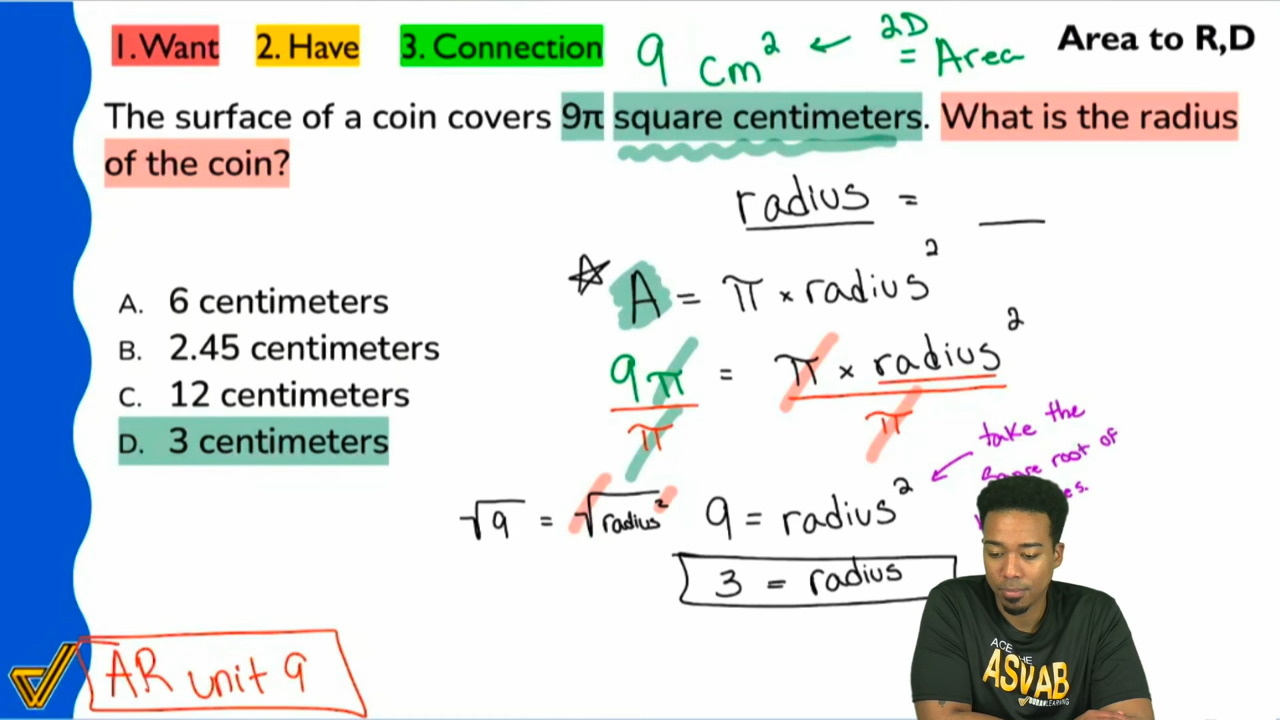 1. Want 2. Have 3. Connection 9 cm² ← 2D = Area Area to R,D
The surface of a coin covers 9π square centimeters. What is the radius
of the coin?
radius = __
A = π × radius²
A. 6 centimeters
B. 2.45 centimeters
C. 12 centimeters
D. 3 centimeters
9π = π × radius²
π π
take the
root of
√9 = √radius² 9 = radius²
3 = radius
AR unit 9
ACE
THE
ASVAB